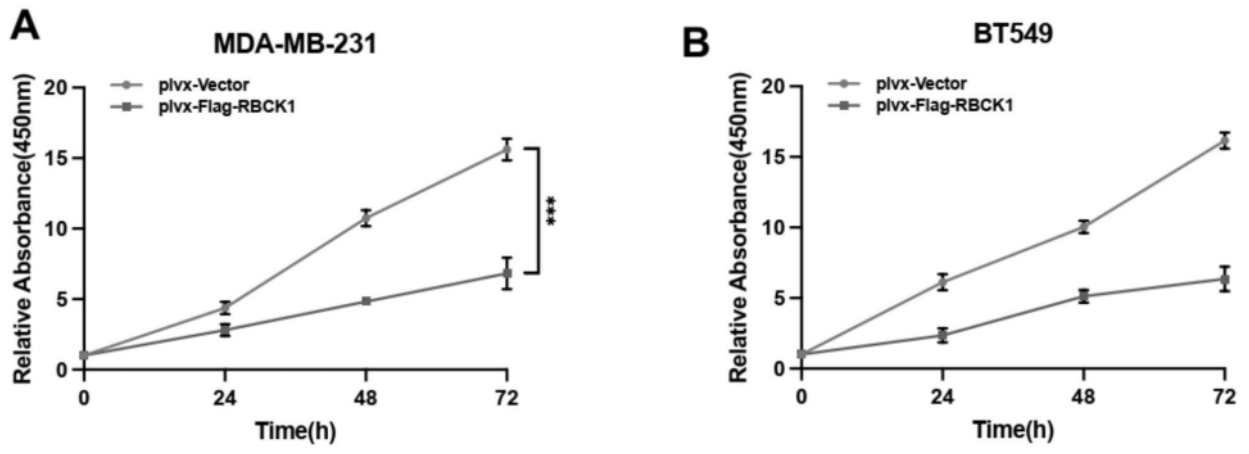 A
MDA-MB-231
plvx-Vector
plvx-Flag-RBCK1
Relative Absorbance(450nm)
20
15
10
5
0
0 24 48 72
Time(h)
***
B
BT549
plvx-Vector
plvx-Flag-RBCK1
Relative Absorbance(450nm)
20
15
10
5
0
0 24 48 72
Time(h)